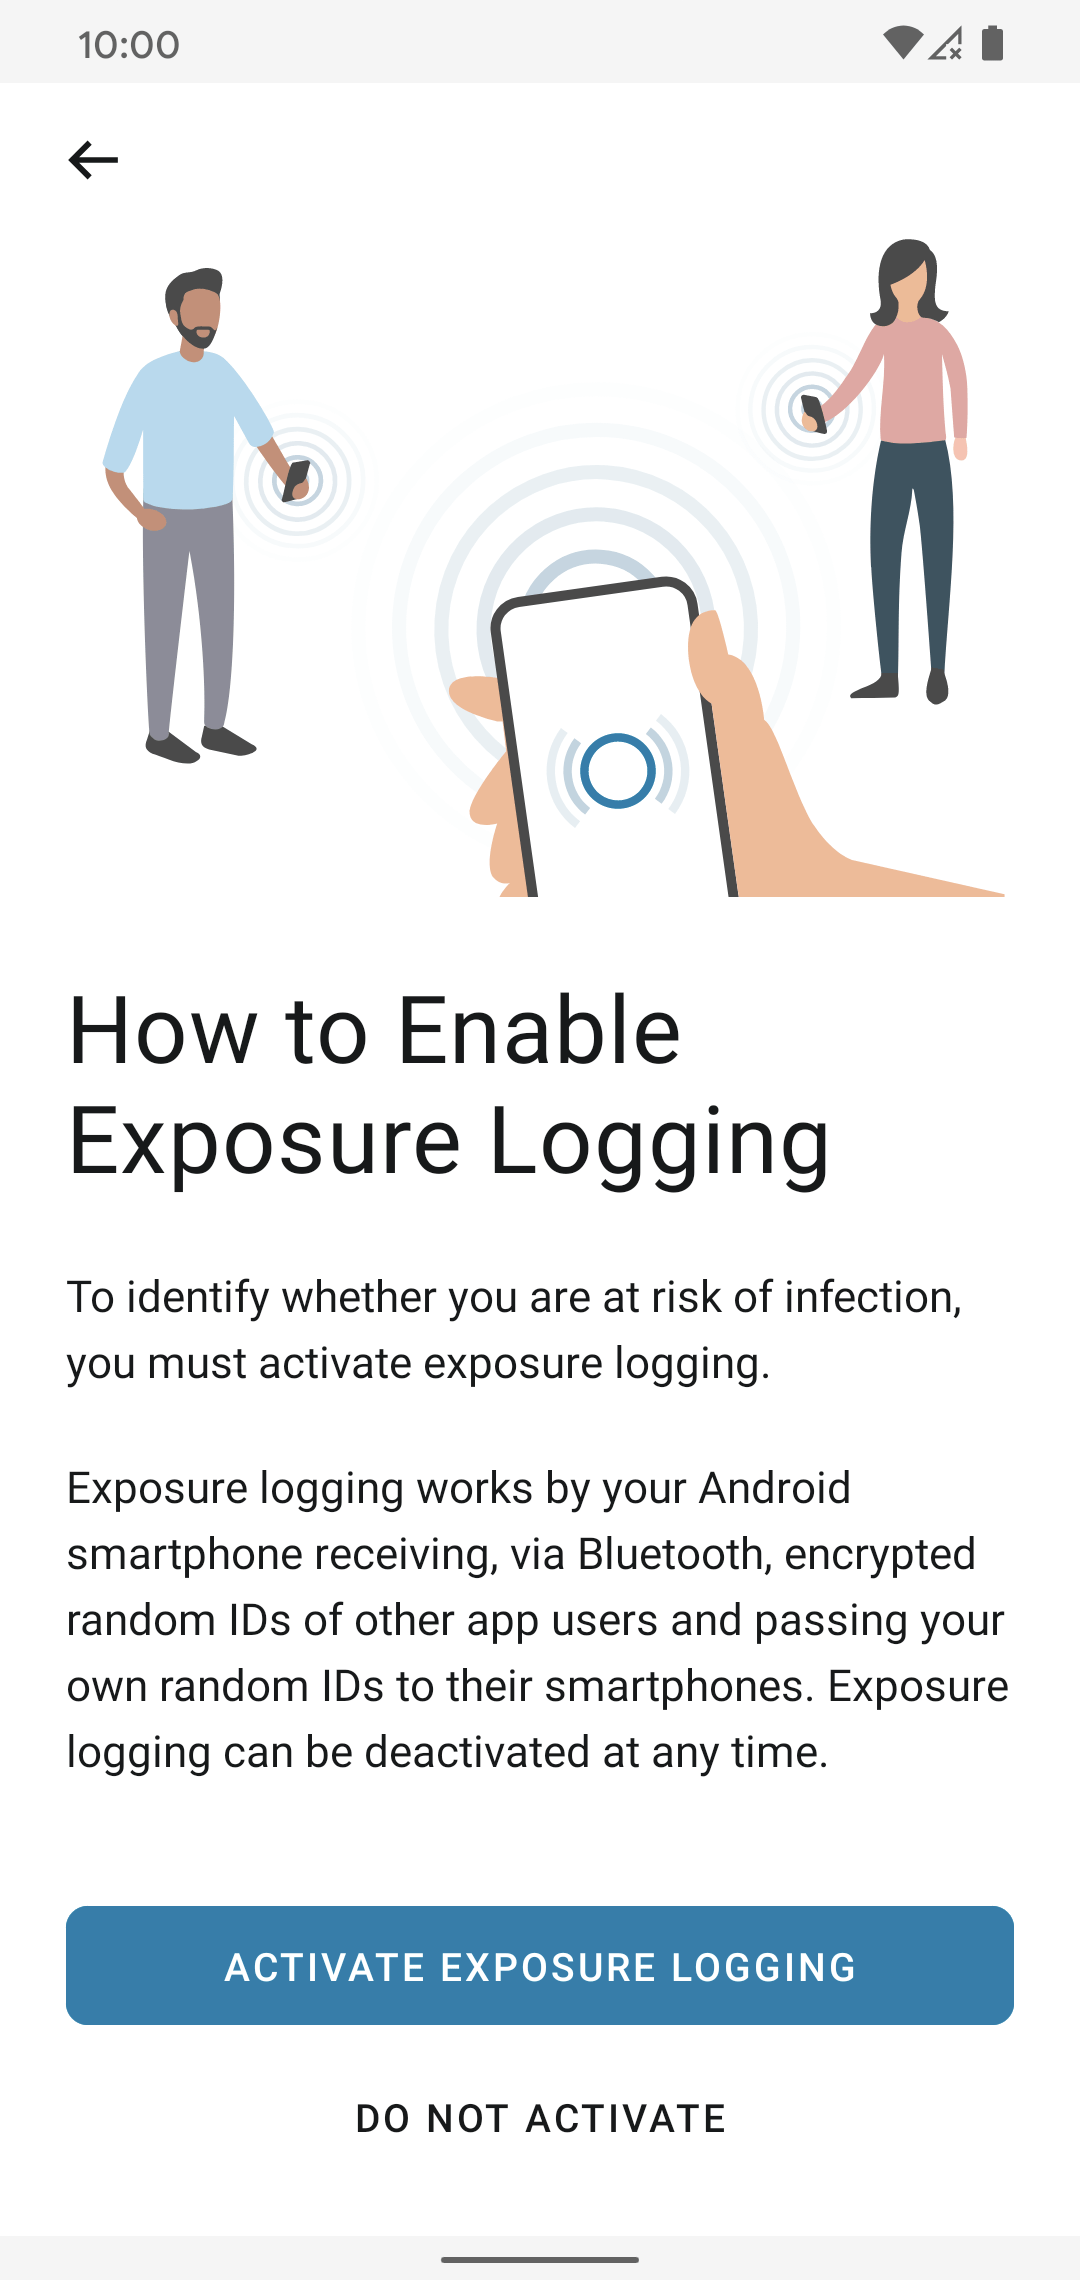 10:00
How to Enable
Exposure Logging
To identify whether you are at risk of infection,
you must activate exposure logging.
Exposure logging works by your Android
smartphone receiving, via Bluetooth, encrypted
random IDs of other app users and passing your
own random IDs to their smartphones. Exposure
logging can be deactivated at any time.
ACTIVATE EXPOSURE LOGGING
DO NOT ACTIVATE